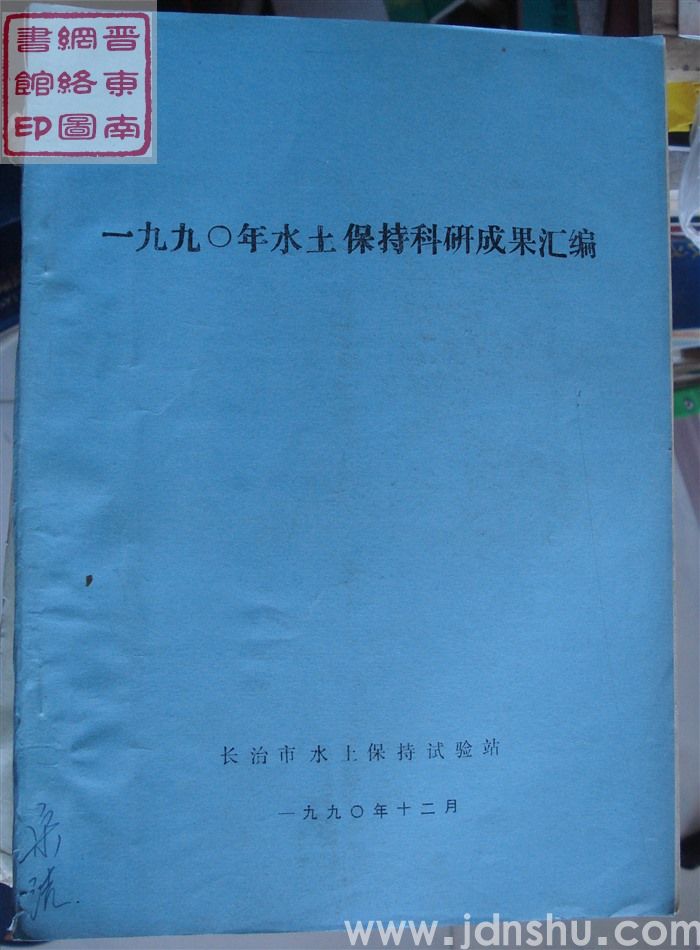 晋東南
網絡圖
書館印
一九九〇年水土保持科研成果汇编
长治市水土保持试验站
一九九〇年十二月
www.jdnshu.com